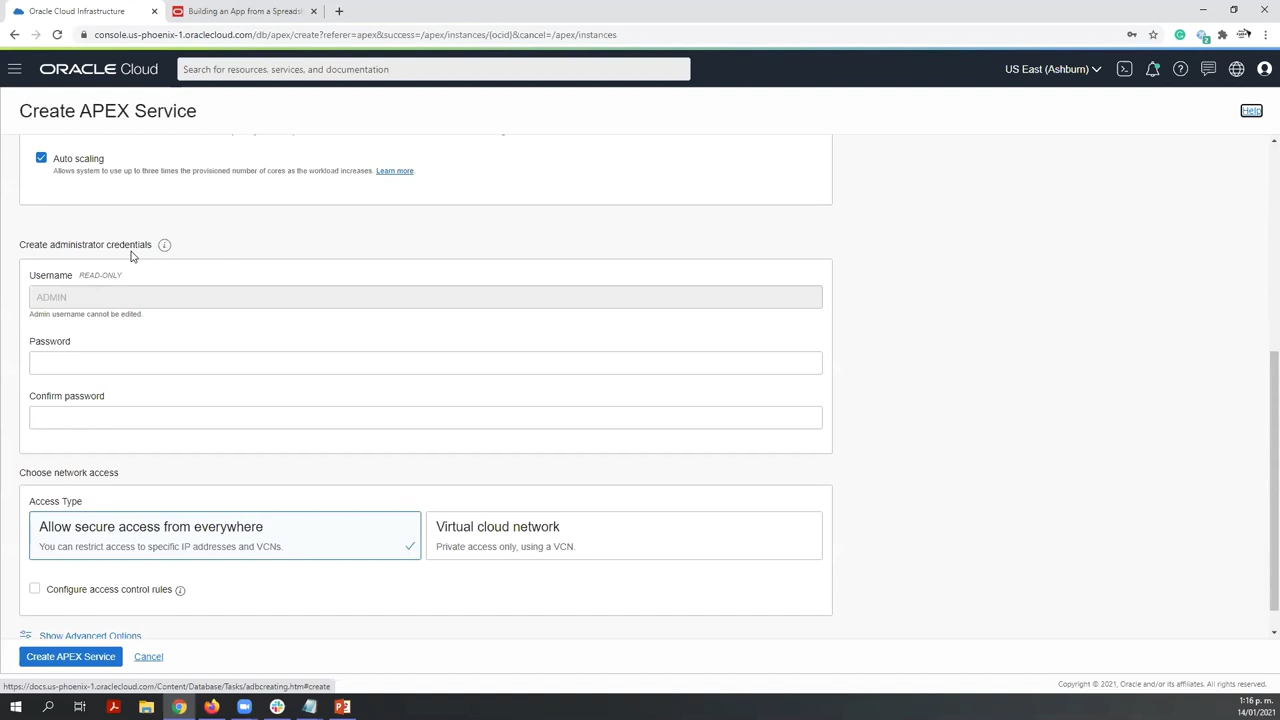 Oracle Cloud Infrastructure
Building an App from a Spreadsh
console.us-phoenix-1.oraclecloud.com/db/apex/create?referer=apex&success=/apex/instances/{ocid}&cancel=/apex/instances
ORACLE Cloud
Search for resources, services, and documentation
US East (Ashburn)
Create APEX Service
Help
Auto scaling
Allows system to use up to three times the provisioned number of cores as the workload increases. Learn more.
Create administrator credentials
Username READ-ONLY
ADMIN
Admin username cannot be edited.
Password
Confirm password
Choose network access
Access Type
Allow secure access from everywhere
You can restrict access to specific IP addresses and VCNs.
Virtual cloud network
Private access only, using a VCN.
Configure access control rules
Show Advanced Options
Create APEX Service
Cancel
https://docs.us-phoenix-1.oraclecloud.com/Content/Database/Tasks/adbcreating.htm#create
Copyright © 2021, Oracle and/or its affiliates. All rights reserved.
1:16 p. m.
14/01/2021